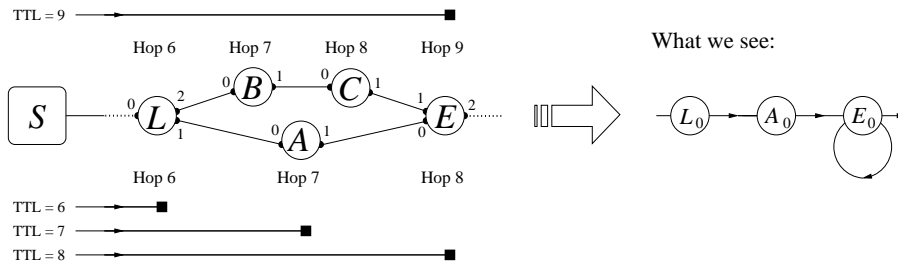 TTL = 9
Hop 6 Hop 7 Hop 8 Hop 9
What we see:
S 0 L 2 1 0 B 1 0 C 1 1 E 2 0
0 A 1
L0 A0 E0
Hop 6 Hop 7 Hop 8
TTL = 6
TTL = 7
TTL = 8